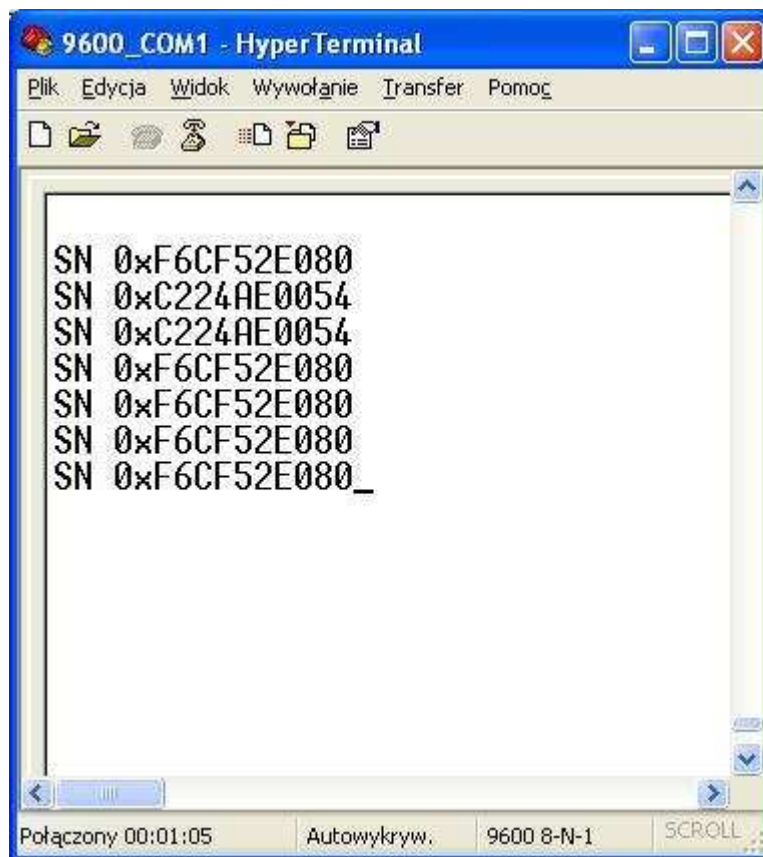 9600_COM1 - HyperTerminal
Plik Edycja Widok Wywołanie Transfer Pomoc
SN 0xF6CF52E080
SN 0xC224AE0054
SN 0xC224AE0054
SN 0xF6CF52E080
SN 0xF6CF52E080
SN 0xF6CF52E080
SN 0xF6CF52E080_
Połączony 00:01:05 Autowykryw. 9600 8-N-1 SCROLL